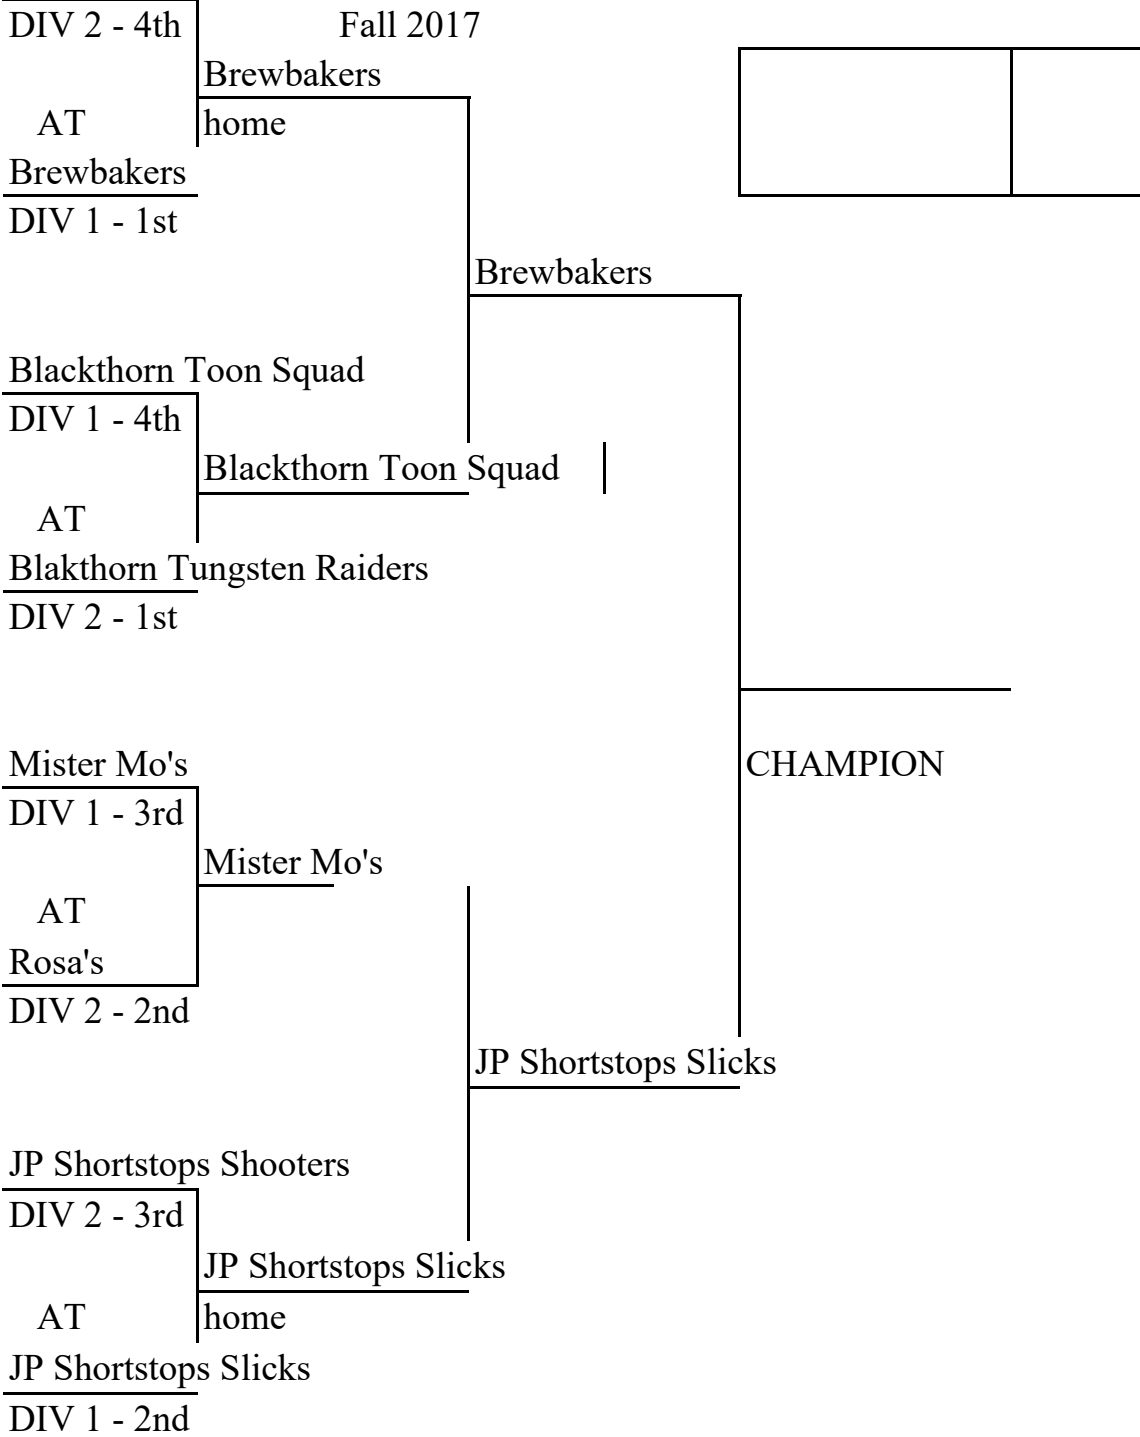 DIV 2 - 4th
Fall 2017
Brewbakers
AT
home
Brewbakers
DIV 1 - 1st
Brewbakers
Blackthorn Toon Squad
DIV 1 - 4th
Blackthorn Toon Squad
AT
Blakthorn Tungsten Raiders
DIV 2 - 1st
Mister Mo's
CHAMPION
DIV 1 - 3rd
Mister Mo's
AT
Rosa's
DIV 2 - 2nd
JP Shortstops Slicks
JP Shortstops Shooters
DIV 2 - 3rd
JP Shortstops Slicks
AT
home
JP Shortstops Slicks
DIV 1 - 2nd